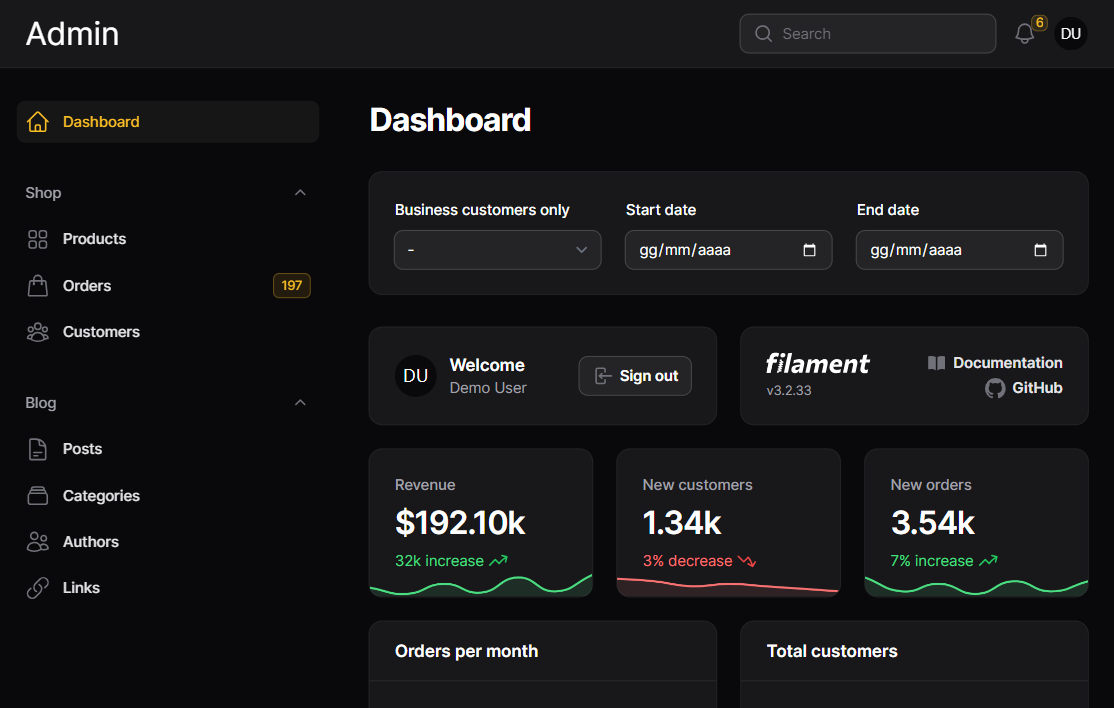 Admin
Search
6
DU
Dashboard
Shop
Products
Orders
197
Customers
Blog
Posts
Categories
Authors
Links
Dashboard
Business customers only
-
Start date
gg/mm/aaaa
End date
gg/mm/aaaa
DU
Welcome
Demo User
Sign out
filament
v3.2.33
Documentation
GitHub
Revenue
$192.10k
32k increase
New customers
1.34k
3% decrease
New orders
3.54k
7% increase
Orders per month
Total customers